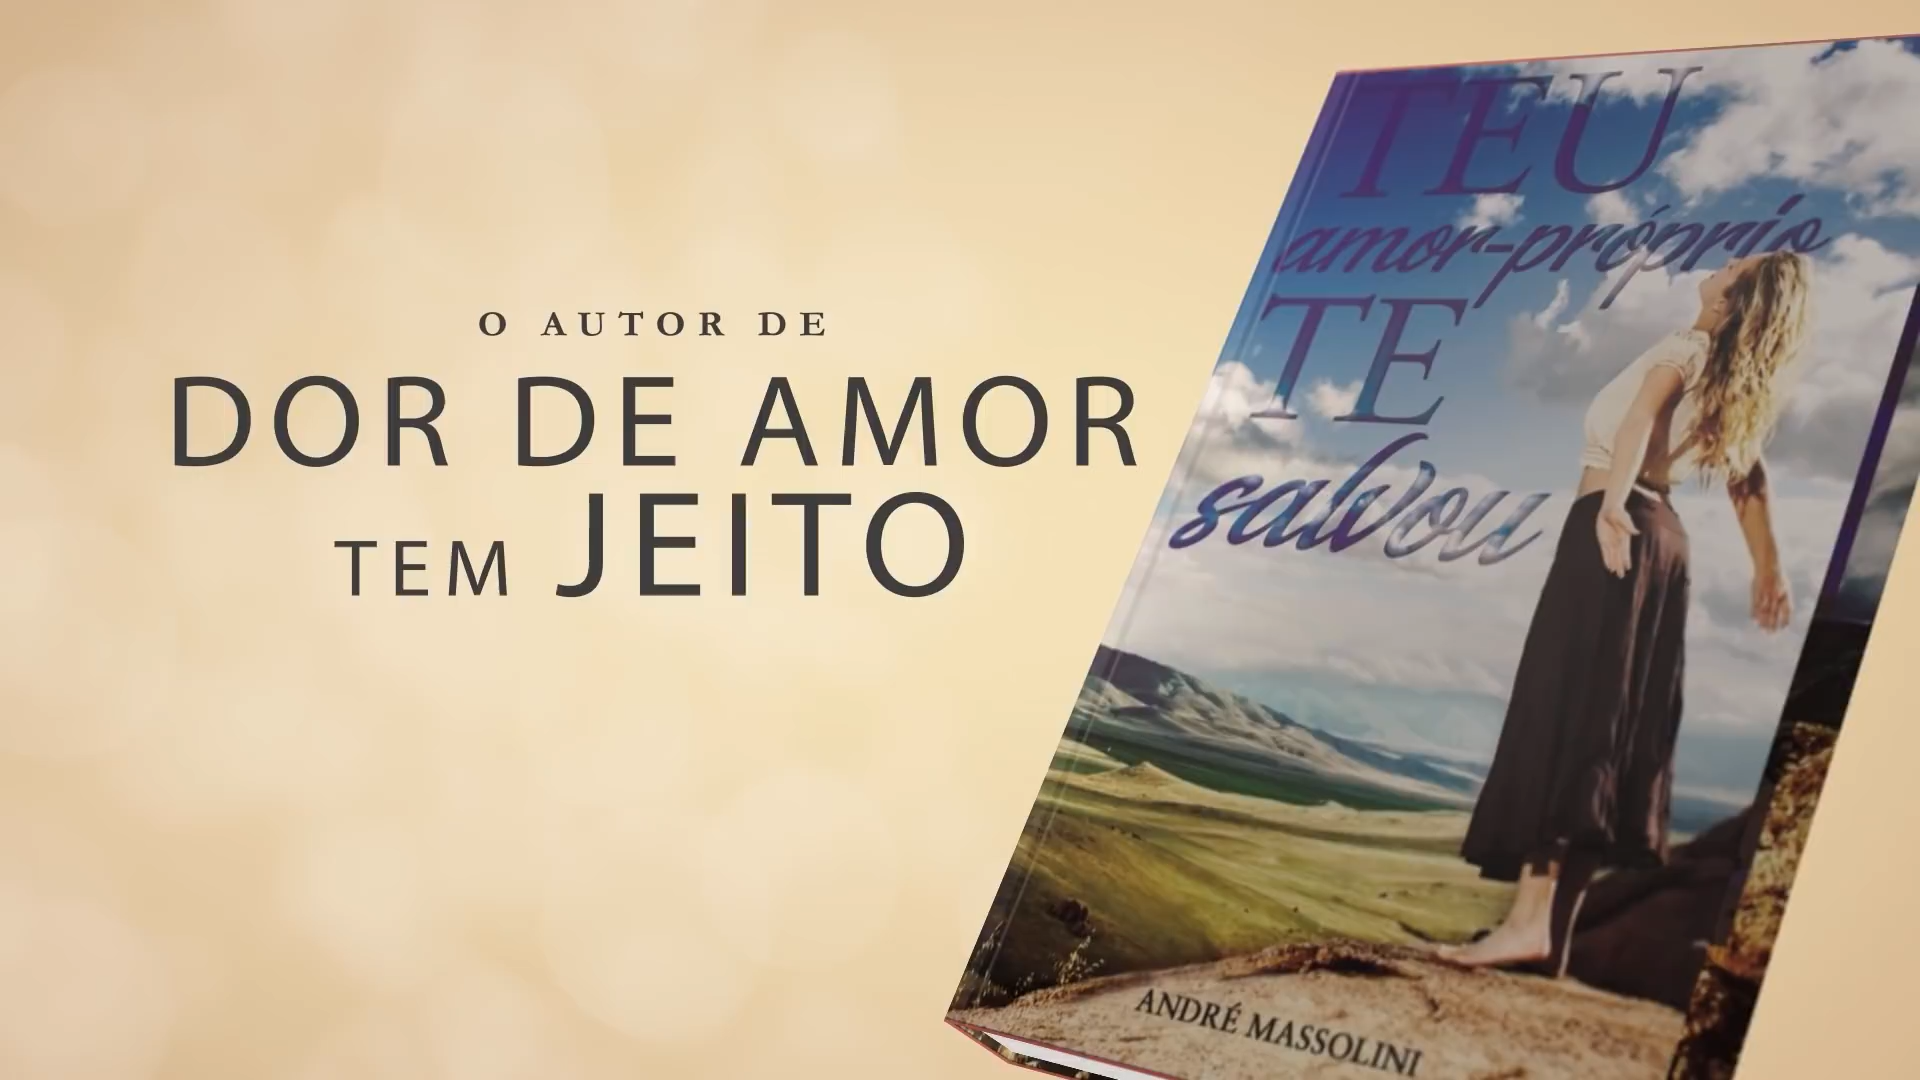 O AUTOR DE
DOR DE AMOR
TEM JEITO
TEU
amor-próprio
TE
salvou
ANDRÉ MASSOLINI